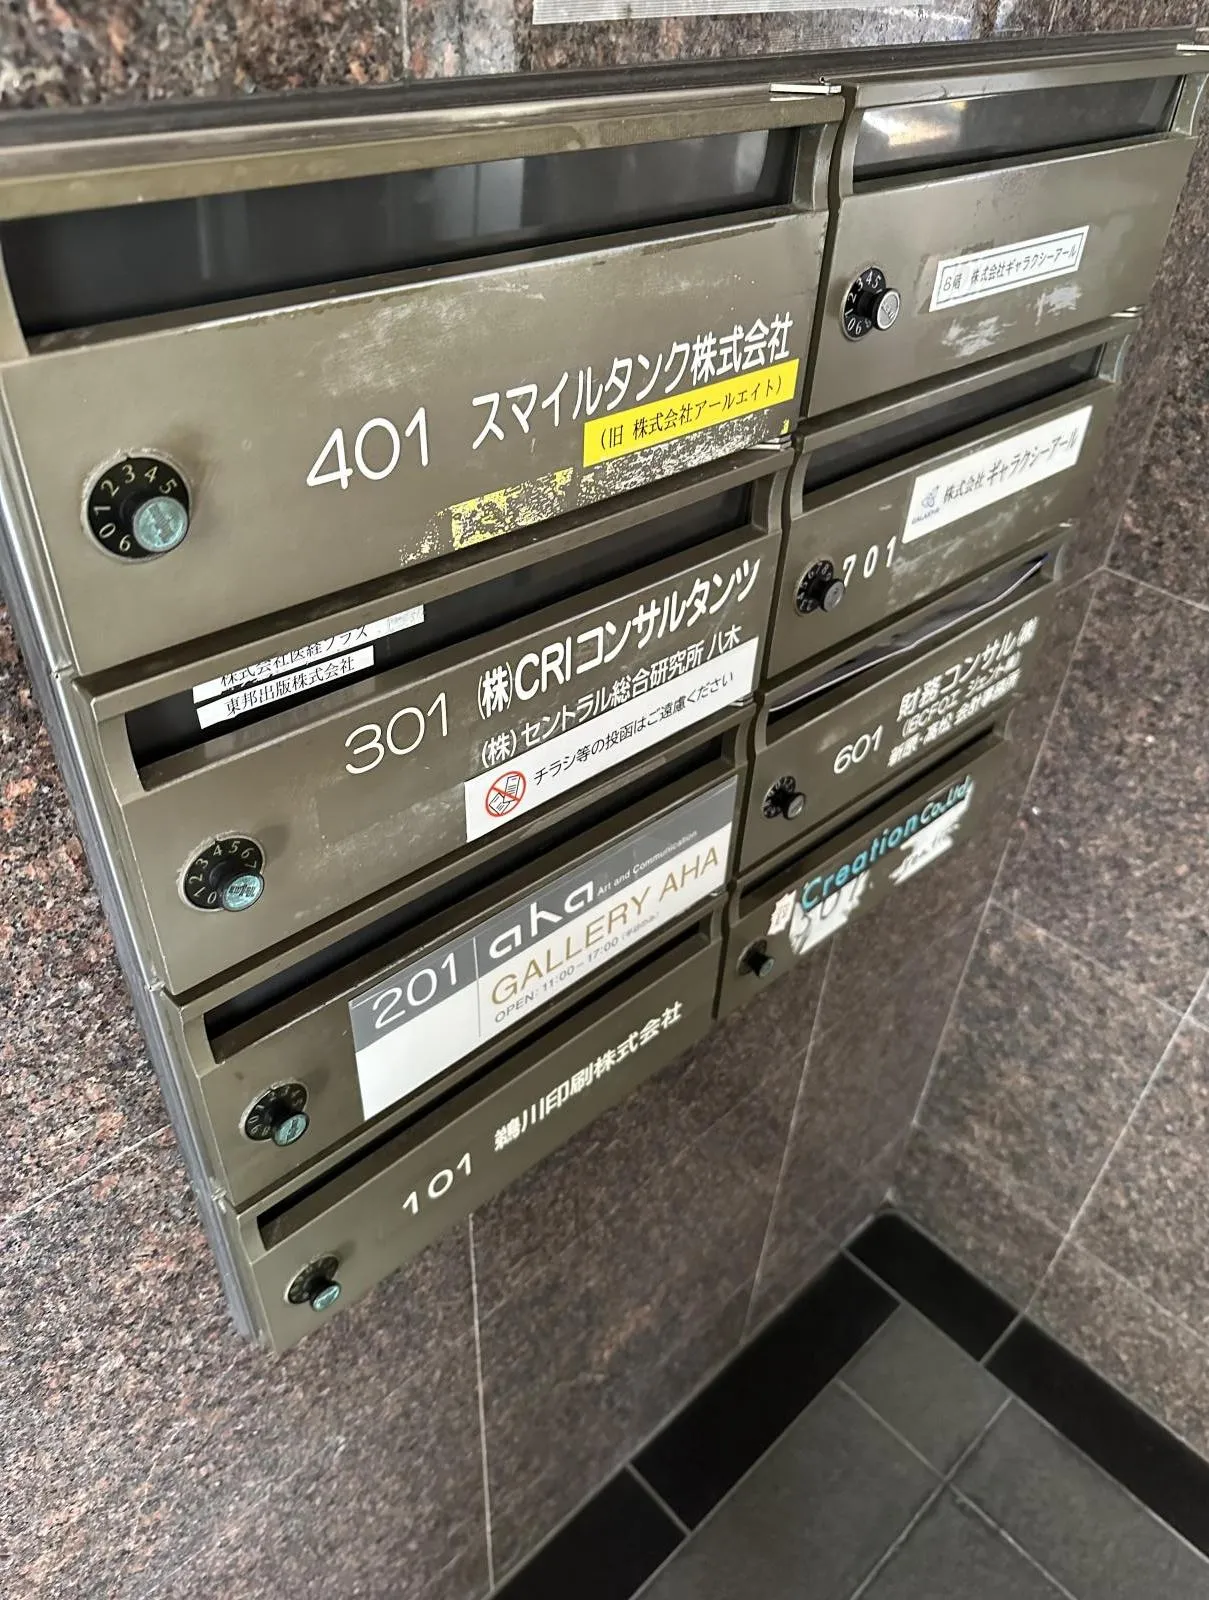 401 スマイルタンク株式会社
(旧 株式会社アールエイト)
株式会社医経プラス
東邦出版株式会社
301 (株)CRIコンサルタンツ
(株)セントラル総合研究所 八木
チラシ等の投函はご遠慮ください
201 aha Art and Communication
GALLERY AHA
OPEN: 11:00-17:00
101 鵜川印刷株式会社
8階 株式会社ギャラクシーアール
株式会社ギャラクシーアール
701
601 財務コンサル㈱
Creation Co.,Ltd.